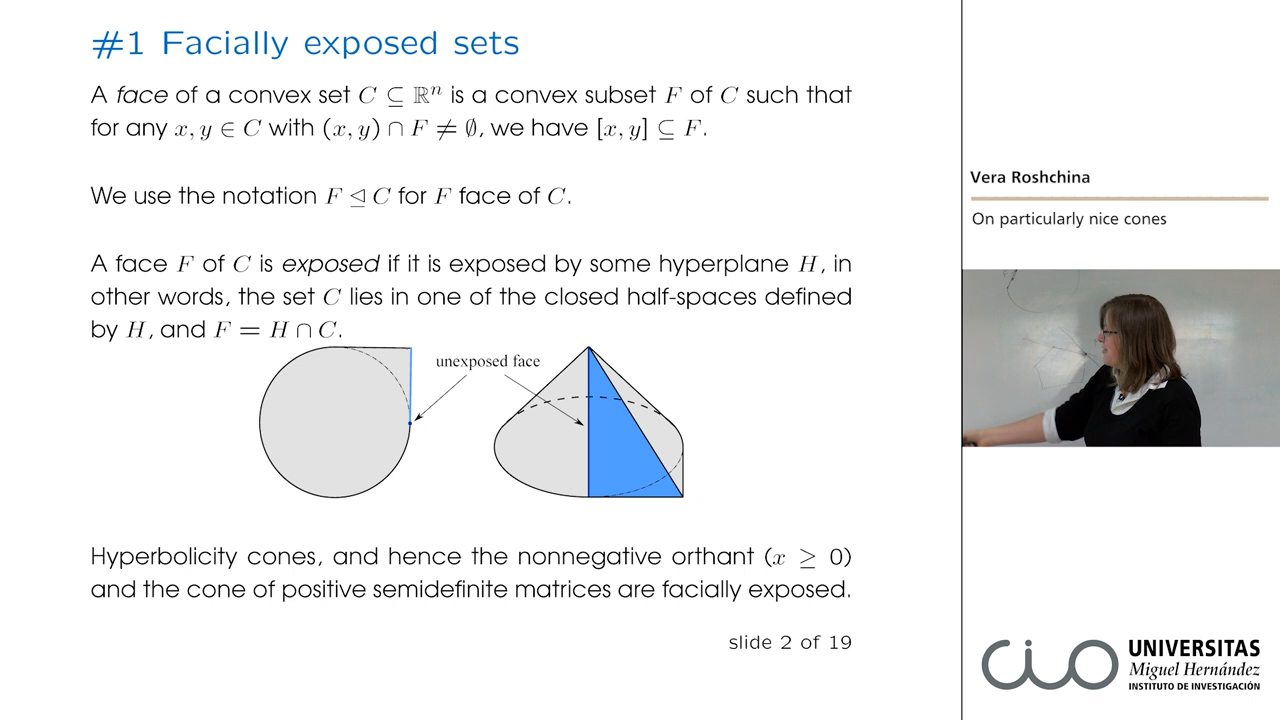 #1 Facially exposed sets
A face of a convex set C ⊆ ℝⁿ is a convex subset F of C such that
for any x, y ∈ C with (x, y) ∩ F ≠ ∅, we have [x, y] ⊆ F.
We use the notation F ⊴ C for F face of C.
A face F of C is exposed if it is exposed by some hyperplane H, in
other words, the set C lies in one of the closed half-spaces defined
by H, and F = H ∩ C.
unexposed face
Hyperbolicity cones, and hence the nonnegative orthant (x ≥ 0)
and the cone of positive semidefinite matrices are facially exposed.
slide 2 of 19
Vera Roshchina
On particularly nice cones
cio
UNIVERSITAS
Miguel Hernández
INSTITUTO DE INVESTIGACIÓN